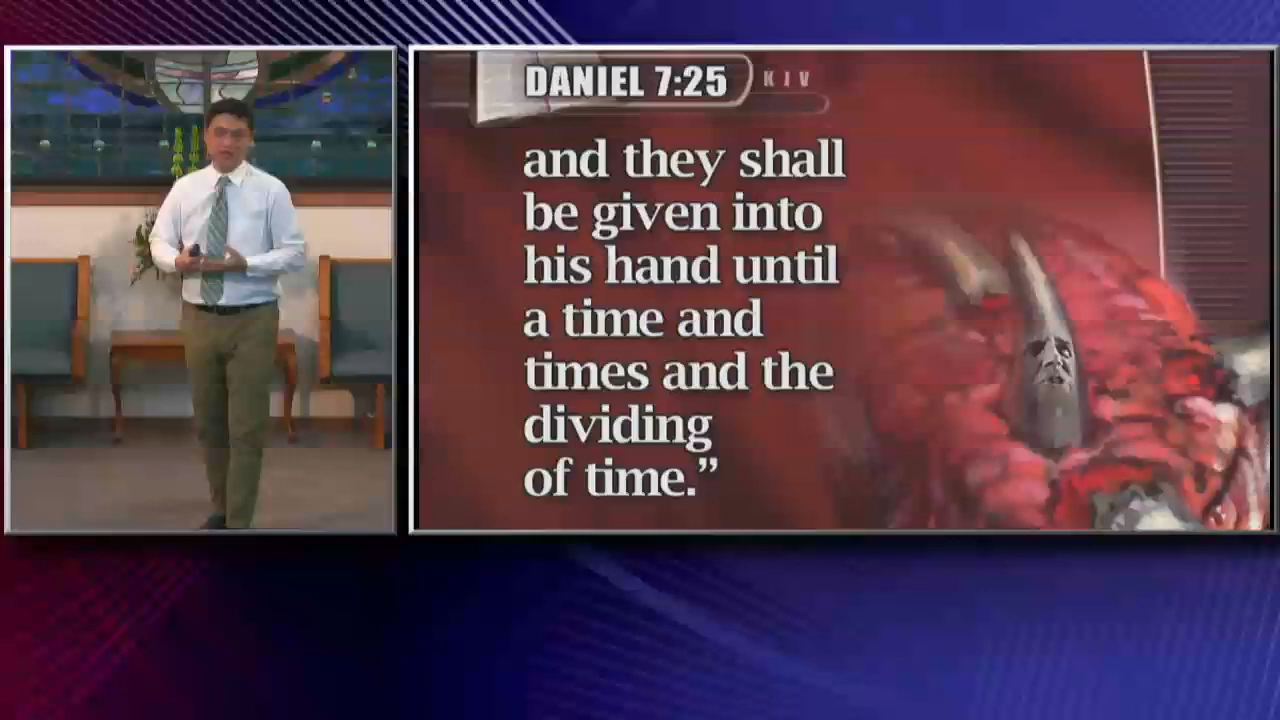 DANIEL 7:25 KJV
and they shall
be given into
his hand until
a time and
times and the
dividing
of time.”